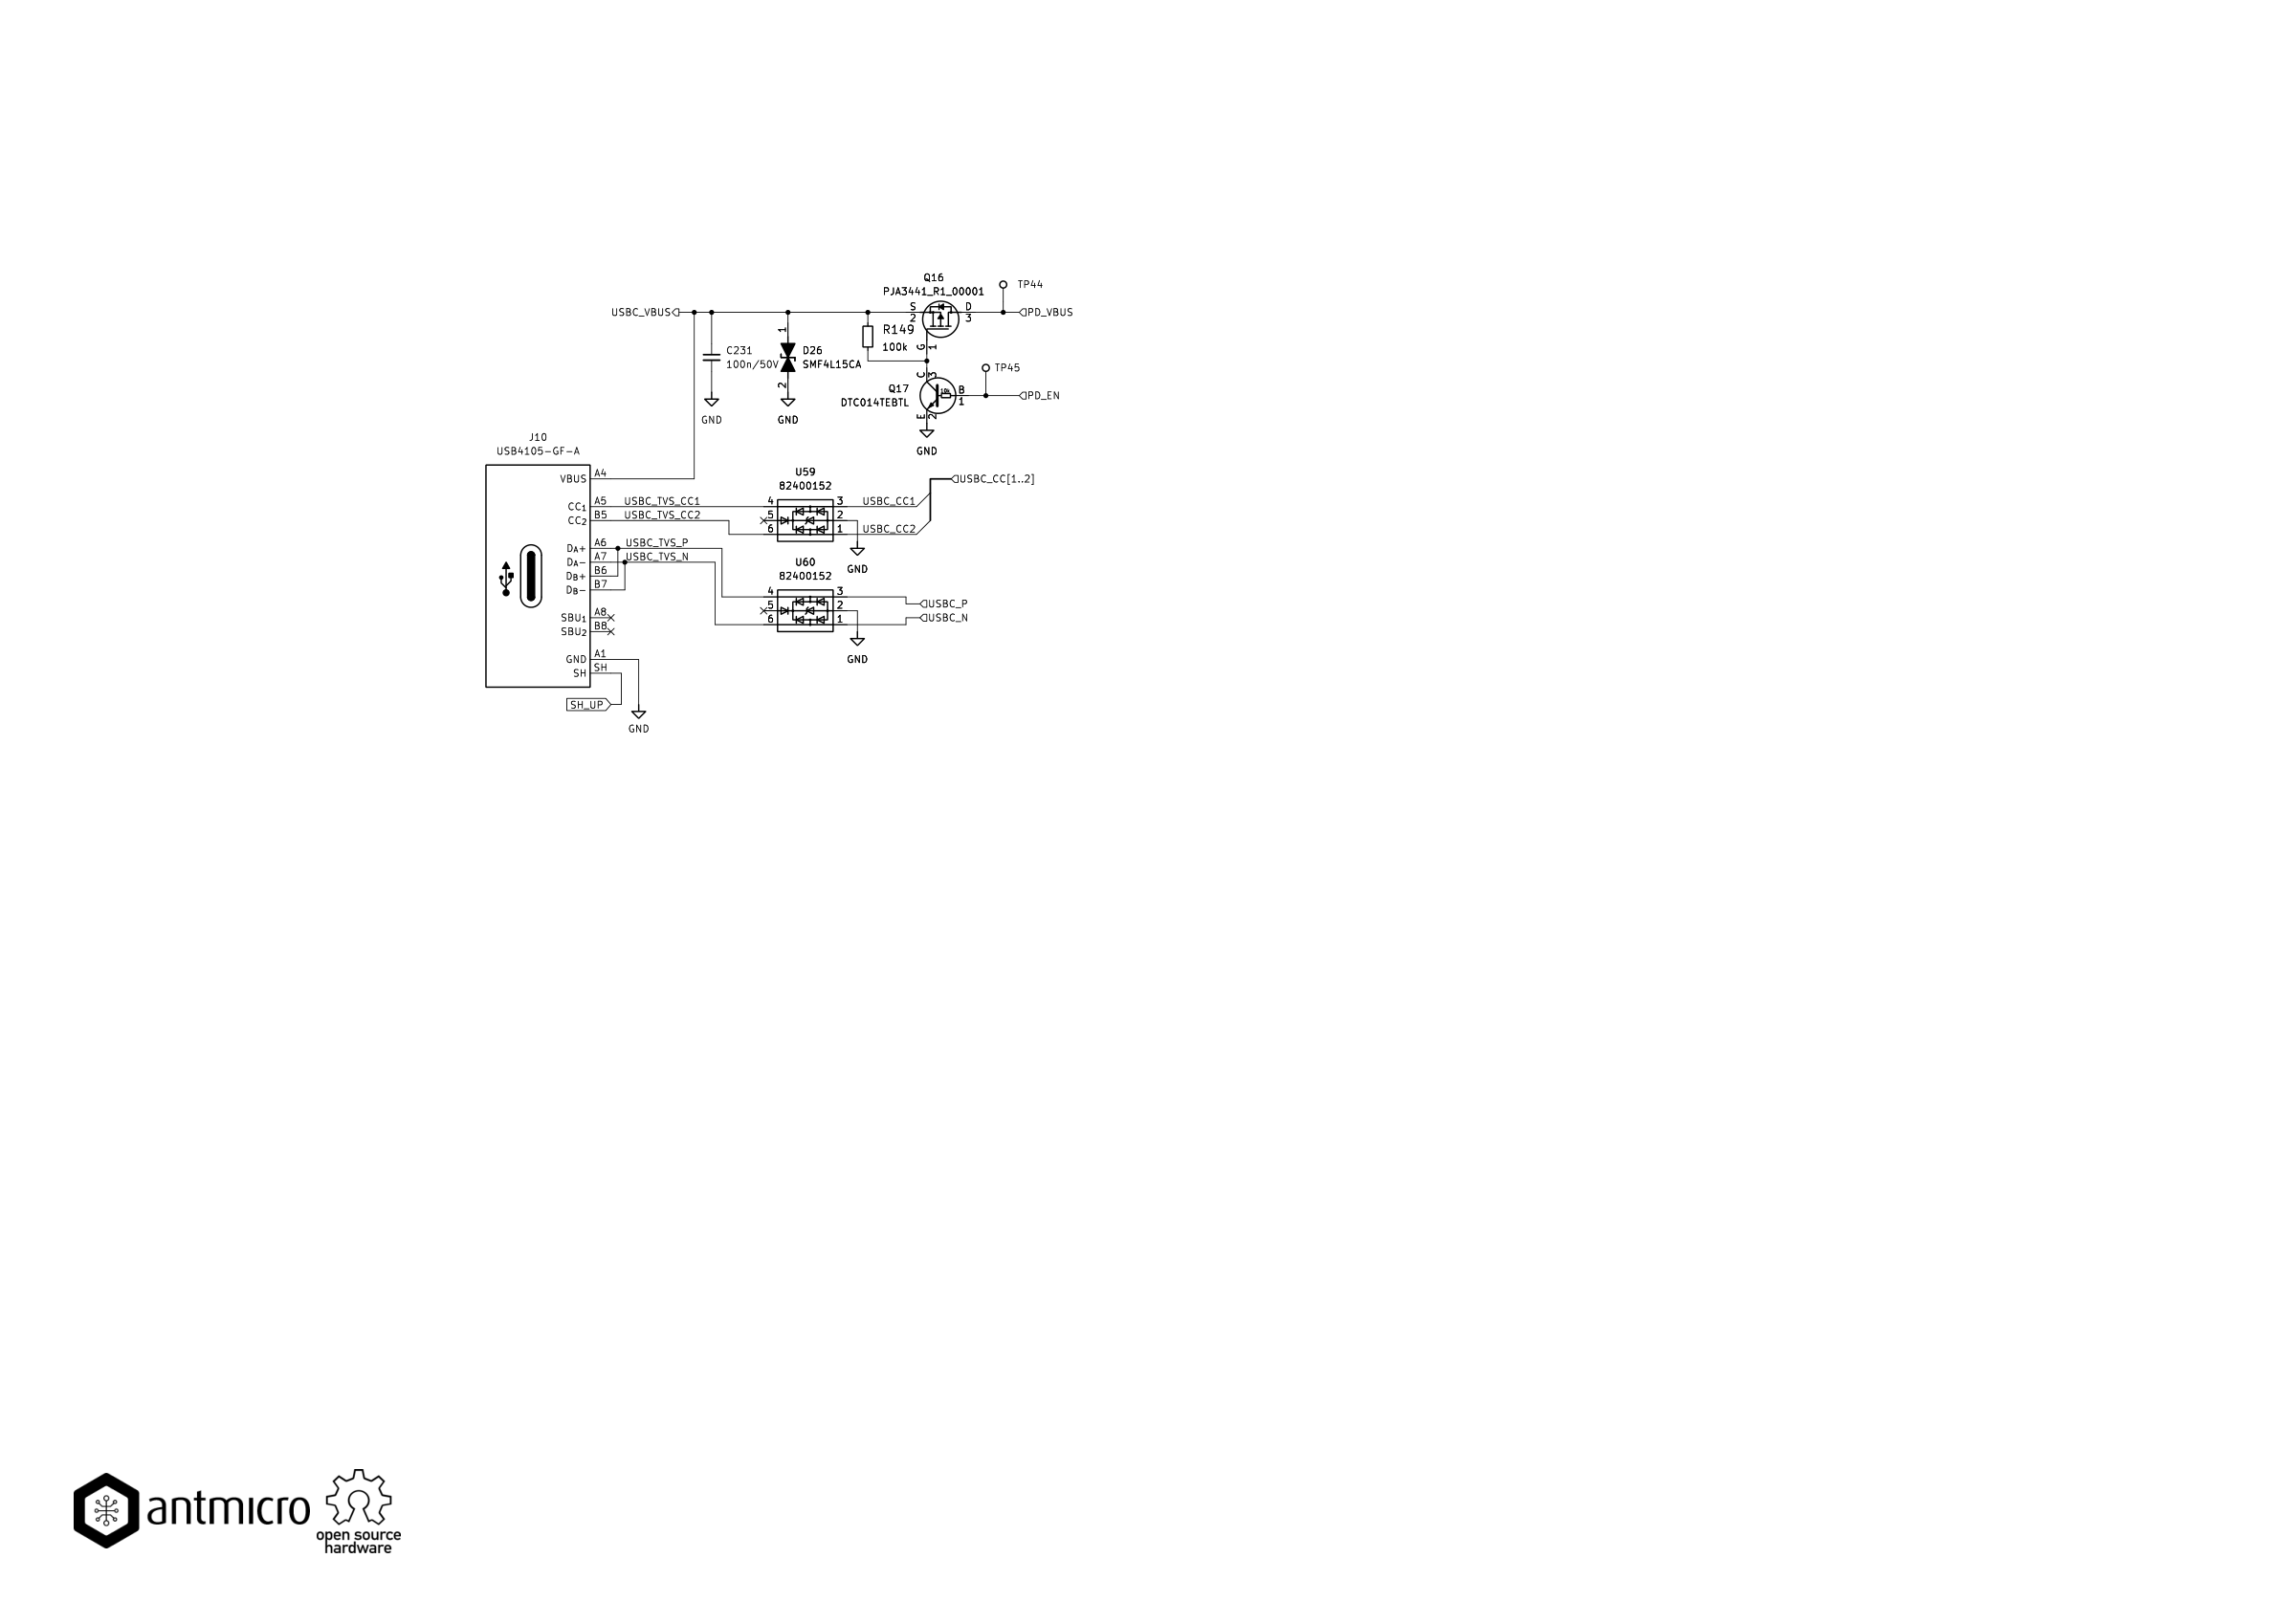 Q16
PJA3441_R1_00001
TP44
USBC_VBUS
S
2
D
3
PD_VBUS
R149
100k
G
1
1
2
C231
100n/50V
D26
SMF4L15CA
TP45
C
3
Q17
DTC014TEBTL
10k
B
1
PD_EN
E
2
GND
GND
GND
J10
USB4105-GF-A
VBUS
A4
CC1
A5
USBC_TVS_CC1
CC2
B5
USBC_TVS_CC2
DA+
A6
USBC_TVS_P
DA-
A7
USBC_TVS_N
DB+
B6
DB-
B7
SBU1
A8
SBU2
B8
GND
A1
SH
SH
SH_UP
GND
U59
82400152
4
3
USBC_CC1
5
2
6
1
USBC_CC2
USBC_CC[1..2]
GND
U60
82400152
4
3
USBC_P
5
2
USBC_N
6
1
GND
antmicro
open source
hardware